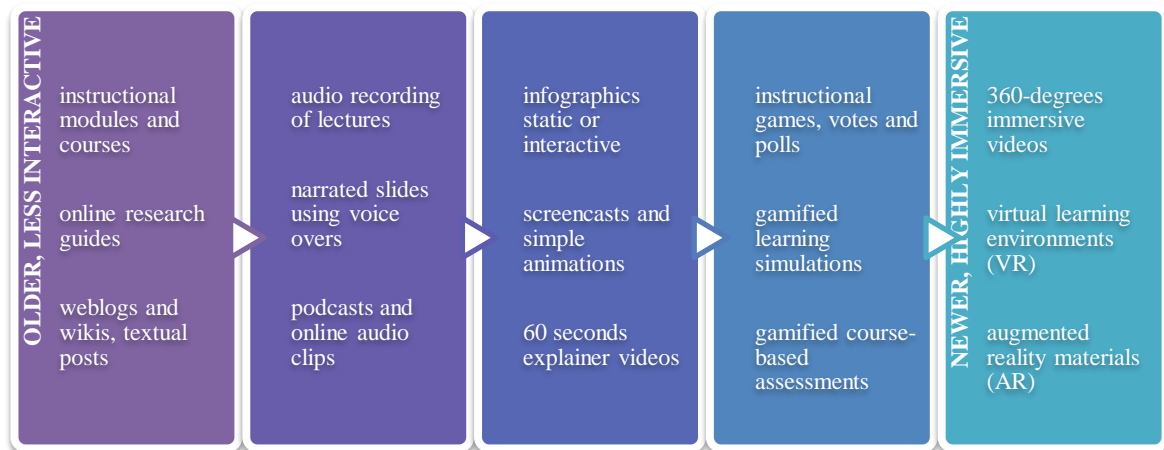 OLDER, LESS INTERACTIVE
instructional
modules and
courses
online research
guides
weblogs and
wikis, textual
posts
audio recording
of lectures
narrated slides
using voice
overs
podcasts and
online audio
clips
infographics
static or
interactive
screencasts and
simple
animations
60 seconds
explainer videos
instructional
games, votes and
polls
gamified
learning
simulations
gamified course-
based
assessments
NEWER, HIGHLY IMMERSIVE
360-degrees
immersive
videos
virtual learning
environments
(VR)
augmented
reality materials
(AR)